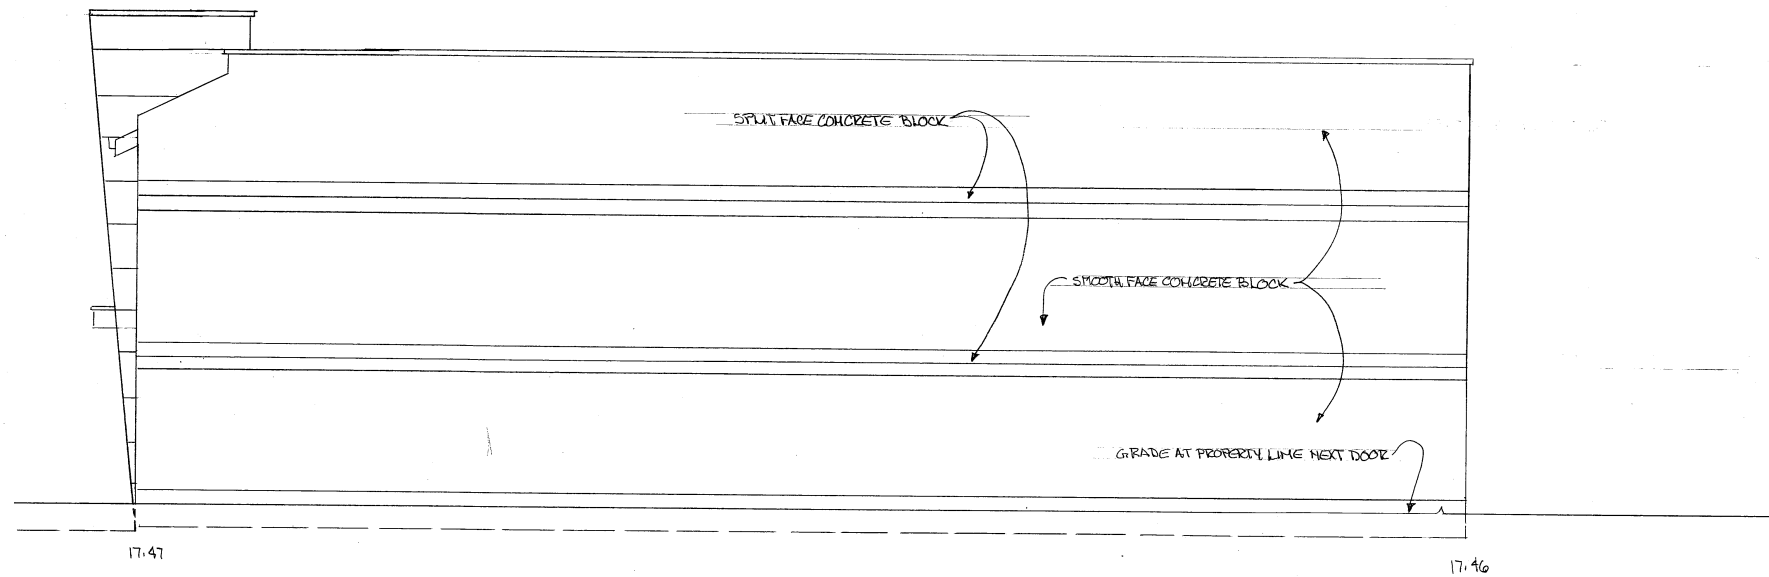 SPLIT FACE CONCRETE BLOCK
SMOOTH FACE CONCRETE BLOCK
GRADE AT PROPERTY LINE NEXT DOOR
17.47
17.46